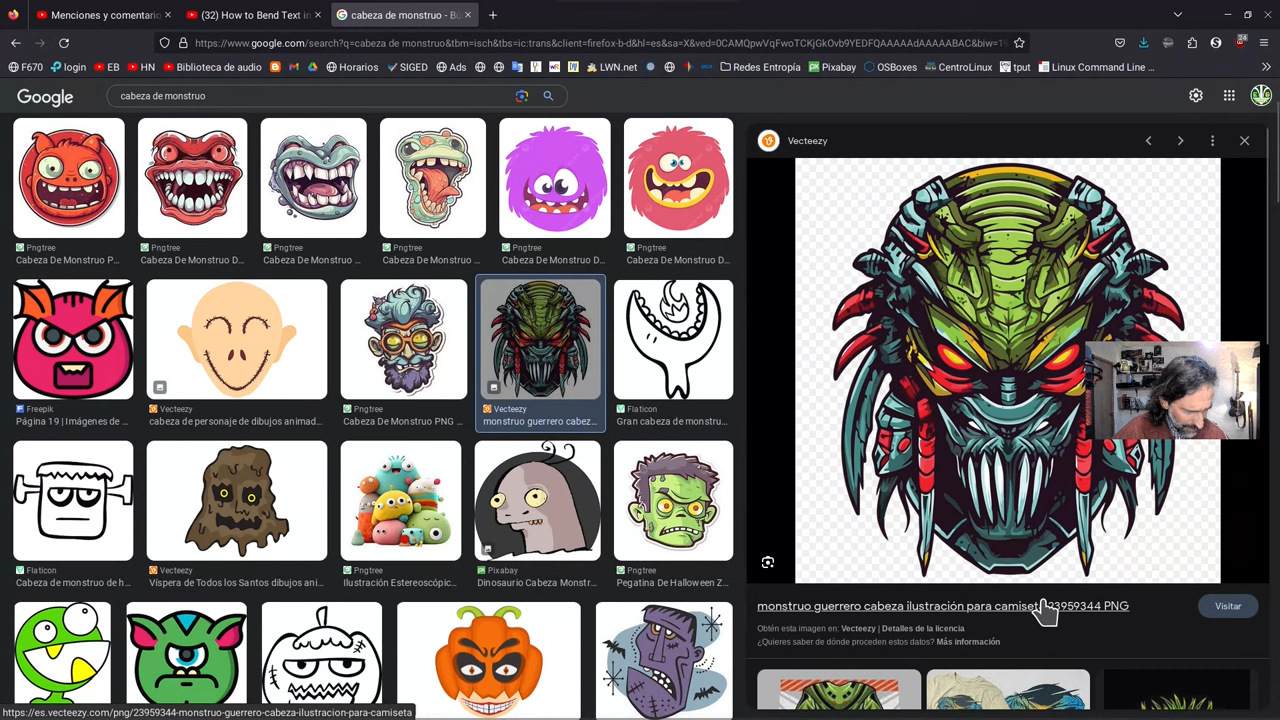 Menciones y comentario
(32) How to Bend Text in
cabeza de monstruo - Bú
https://www.google.com/search?q=cabeza de monstruo&tbm=isch&tbs=ic:trans&client=firefox-b-d&hl=es&sa=X&ved=0CAMQpwVqFwoTCKjGkOvb9YEDFQAAAAAdAAAAABAC&biw=19
24
F670
login
EB
HN
Biblioteca de audio
Horarios
SIGED
Ads
LWN.net
Redes Entropía
Pixabay
OSBoxes
CentroLinux
tput
Linux Command Line ...
Google
cabeza de monstruo
Pngtree
Cabeza De Monstruo P...
Pngtree
Cabeza De Monstruo D...
Pngtree
Cabeza De Monstruo ...
Pngtree
Cabeza De Monstruo ...
Pngtree
Cabeza De Monstruo D...
Pngtree
Cabeza De Monstruo D...
Freepik
Página 19 | Imágenes de ...
Vecteezy
cabeza de personaje de dibujos animad...
Pngtree
Cabeza De Monstruo PNG ...
Vecteezy
monstruo guerrero cabez...
Flaticon
Gran cabeza de monstru...
Flaticon
Cabeza de monstruo de h...
Vecteezy
Víspera de Todos los Santos dibujos ani...
Pngtree
Ilustración Estereoscópic...
Pixabay
Dinosaurio Cabeza Monstr...
Pngtree
Pegatina De Halloween Z...
Vecteezy
monstruo guerrero cabeza ilustración para camiseta 23959344 PNG
Visitar
Obtén esta imagen en: Vecteezy | Detalles de la licencia
¿Quieres saber de dónde proceden estos datos? Más información
https://es.vecteezy.com/png/23959344-monstruo-guerrero-cabeza-ilustracion-para-camiseta